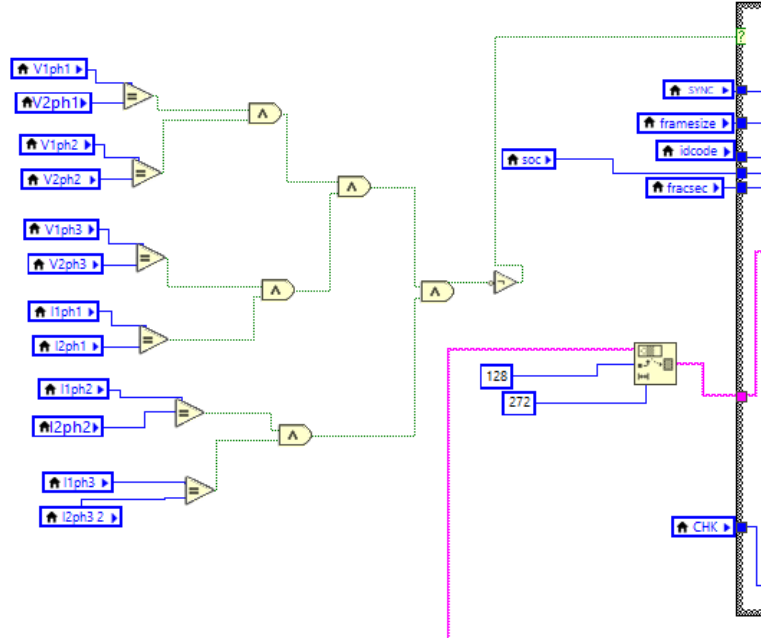 ?
V1ph1
V2ph1
=
∧
SYNC
V1ph2
framesize
V2ph2
=
idcode
soc
∧
fracsec
V1ph3
V2ph3
=
∧
∧
¬
I1ph1
I2ph1
=
128
I1ph2
272
I2ph2
=
∧
I1ph3
=
I2ph3 2
CHK